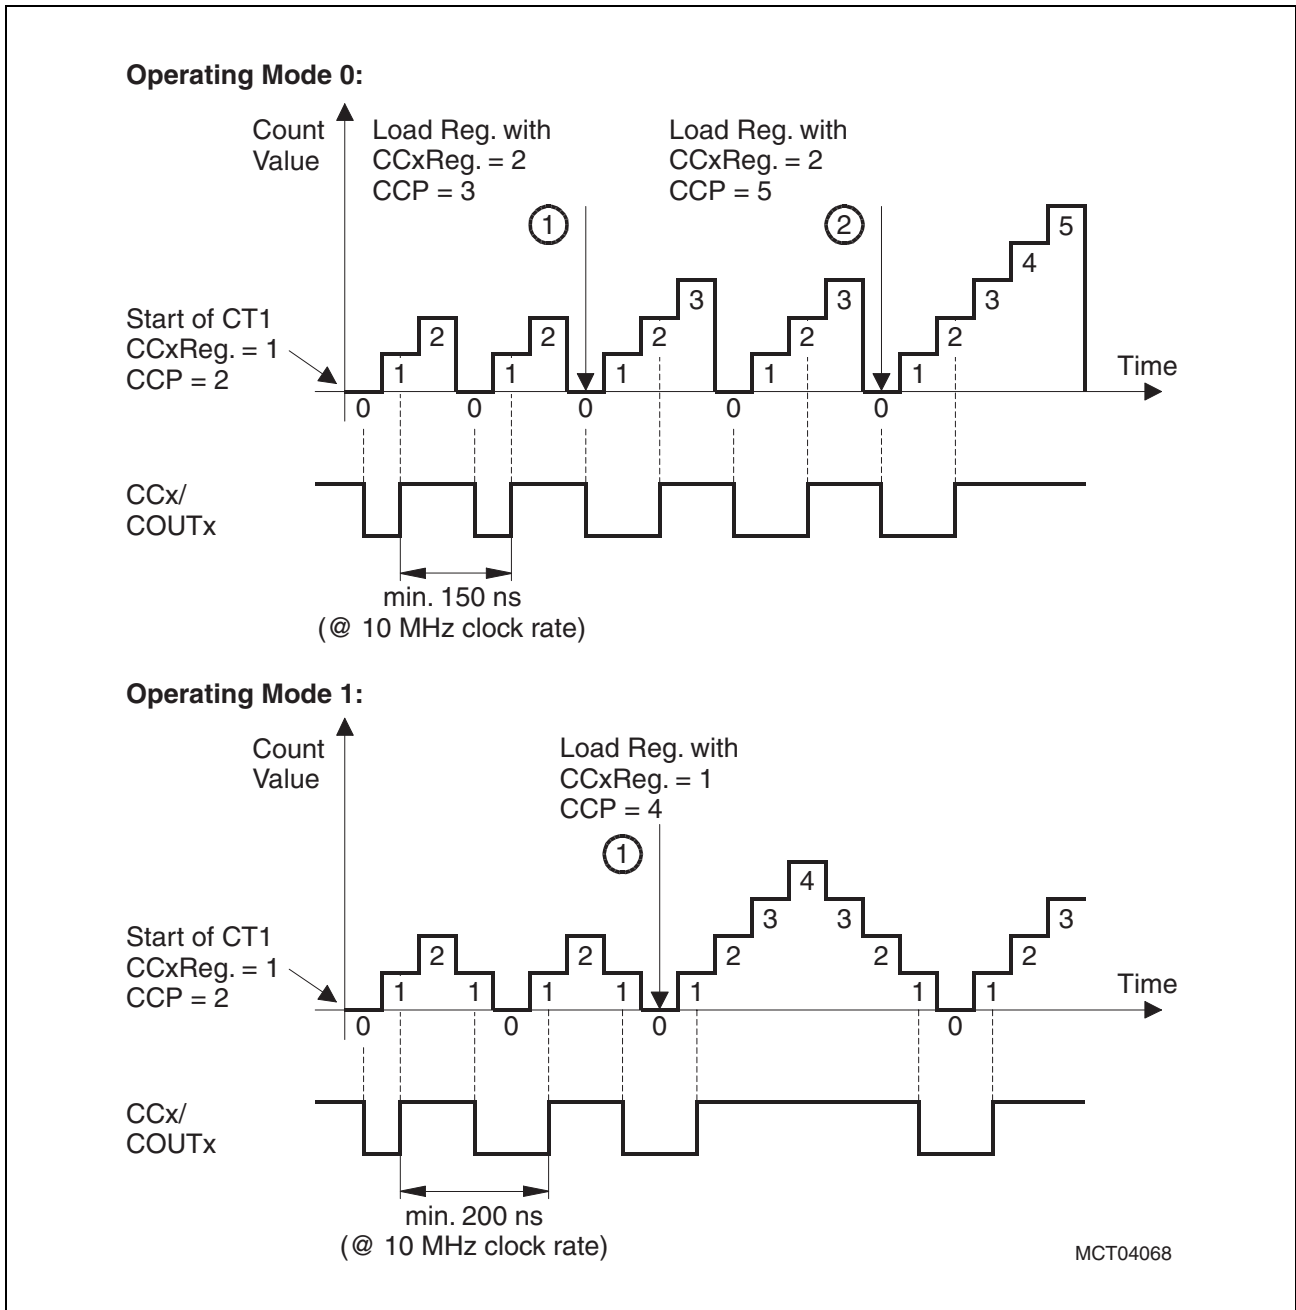 Operating Mode 0:
Count
Value
Load Reg. with
CCxReg. = 2
CCP = 3
Load Reg. with
CCxReg. = 2
CCP = 5
1
2
Start of CT1
CCxReg. = 1
CCP = 2
0
1
2
0
1
2
0
1
2
3
0
1
2
3
0
1
2
3
4
5
Time
CCx/
COUTx
min. 150 ns
(@ 10 MHz clock rate)
Operating Mode 1:
Count
Value
Load Reg. with
CCxReg. = 1
CCP = 4
1
Start of CT1
CCxReg. = 1
CCP = 2
0
1
2
1
0
1
2
1
0
1
2
3
4
3
2
1
0
1
2
3
Time
CCx/
COUTx
min. 200 ns
(@ 10 MHz clock rate)
MCT04068